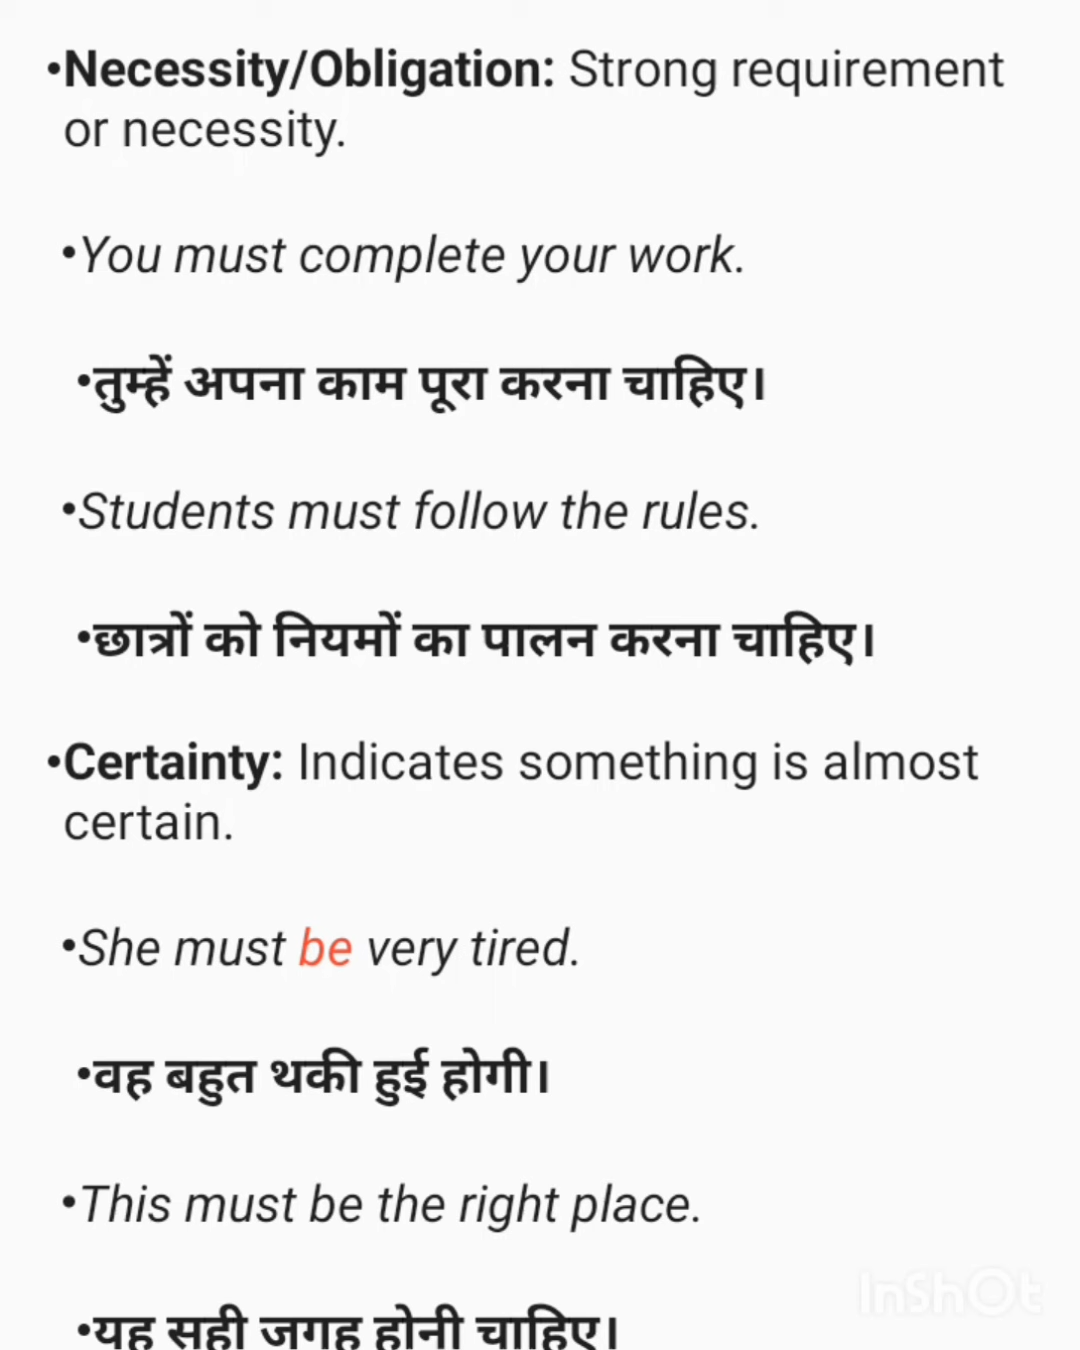 •Necessity/Obligation: Strong requirement
or necessity.
•You must complete your work.
•तुम्हें अपना काम पूरा करना चाहिए।
•Students must follow the rules.
•छात्रों को नियमों का पालन करना चाहिए।
•Certainty: Indicates something is almost
certain.
•She must be very tired.
•वह बहुत थकी हुई होगी।
•This must be the right place.
InShOt
•यह सही जगह होनी चाहिए।